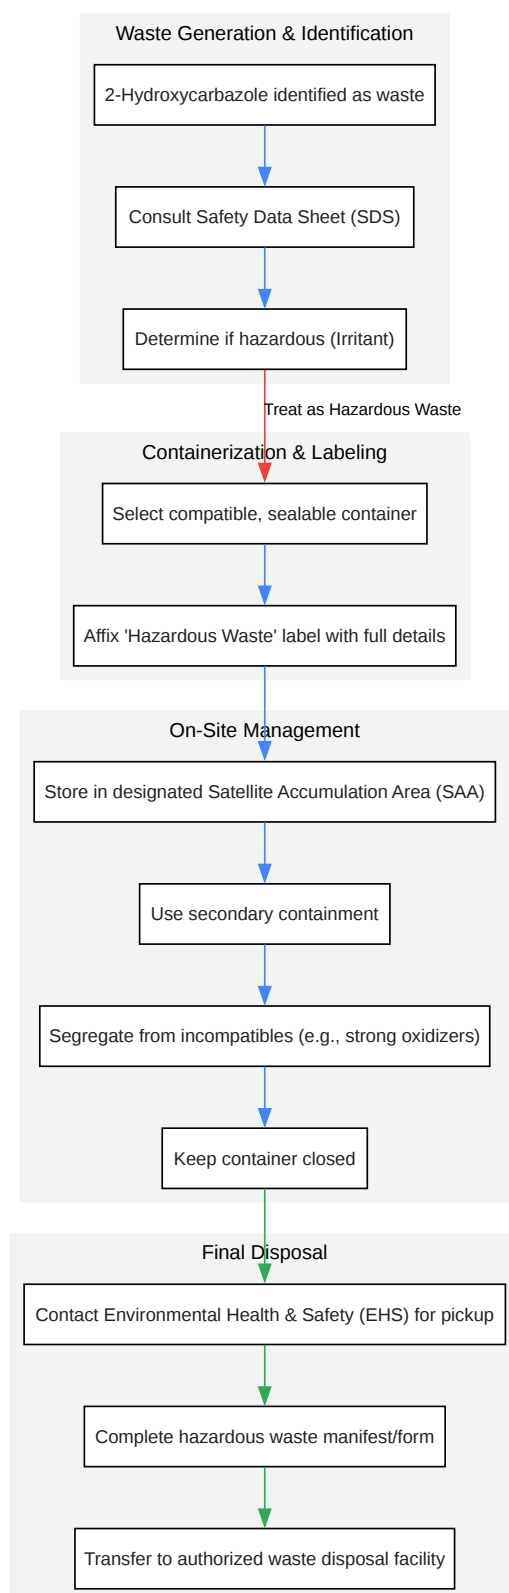 Waste Generation & Identification
2-Hydroxycarbazole identified as waste
Consult Safety Data Sheet (SDS)
Determine if hazardous (Irritant)
Treat as Hazardous Waste
Containerization & Labeling
Select compatible, sealable container
Affix 'Hazardous Waste' label with full details
On-Site Management
Store in designated Satellite Accumulation Area (SAA)
Use secondary containment
Segregate from incompatibles (e.g., strong oxidizers)
Keep container closed
Final Disposal
Contact Environmental Health & Safety (EHS) for pickup
Complete hazardous waste manifest/form
Transfer to authorized waste disposal facility